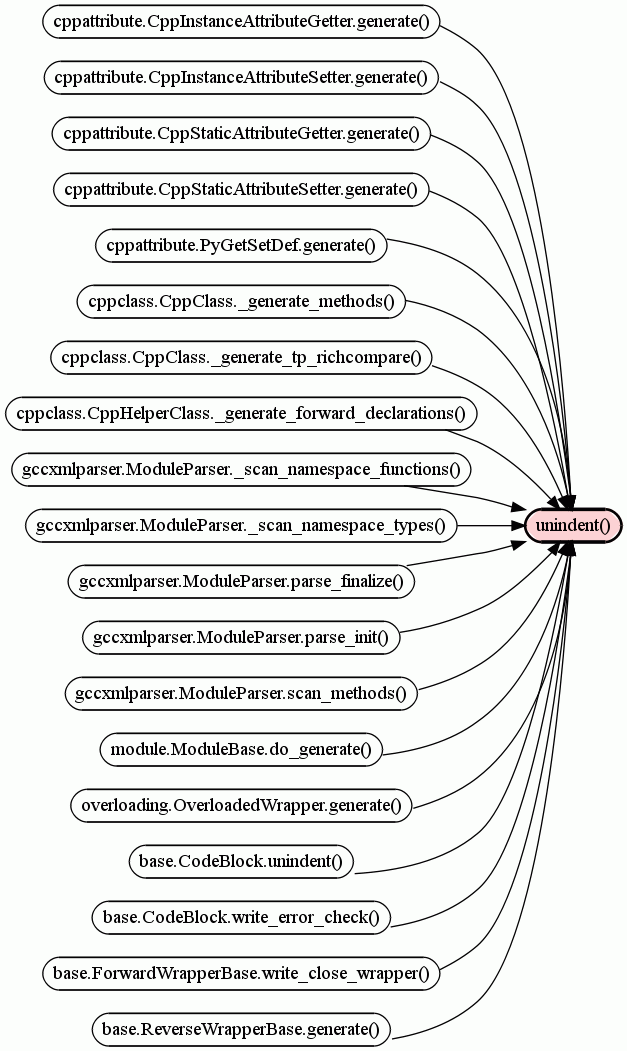 cppattribute.CppInstanceAttributeGetter.generate()
cppattribute.CppInstanceAttributeSetter.generate()
cppattribute.CppStaticAttributeGetter.generate()
cppattribute.CppStaticAttributeSetter.generate()
cppattribute.PyGetSetDef.generate()
cppclass.CppClass._generate_methods()
cppclass.CppClass._generate_tp_richcompare()
cppclass.CppHelperClass._generate_forward_declarations()
gccxmlparser.ModuleParser._scan_namespace_functions()
gccxmlparser.ModuleParser._scan_namespace_types()
unindent()
gccxmlparser.ModuleParser.parse_finalize()
gccxmlparser.ModuleParser.parse_init()
gccxmlparser.ModuleParser.scan_methods()
module.ModuleBase.do_generate()
overloading.OverloadedWrapper.generate()
base.CodeBlock.unindent()
base.CodeBlock.write_error_check()
base.ForwardWrapperBase.write_close_wrapper()
base.ReverseWrapperBase.generate()